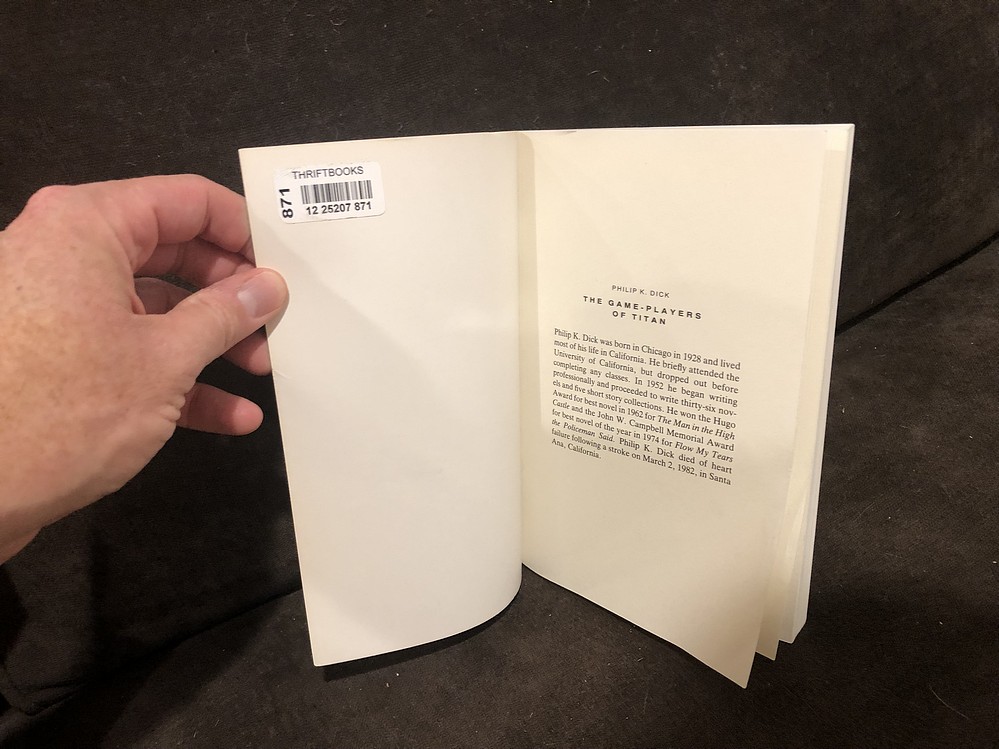 THRIFTBOOKS
871
12 25207 871
PHILIP K. DICK
THE GAME-PLAYERS
OF TITAN
Philip K. Dick was born in Chicago in 1928 and lived
most of his life in California. He briefly attended the
University of California, but dropped out before
completing any classes. In 1952 he began writing
professionally and proceeded to write thirty-six nov-
els and five short story collections. He won the Hugo
Award for best novel in 1962 for The Man in the High
Castle and the John W. Campbell Memorial Award
for best novel of the year in 1974 for Flow My Tears
the Policeman Said. Philip K. Dick died of heart
failure following a stroke on March 2, 1982, in Santa
Ana, California.